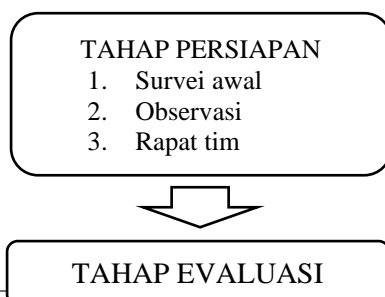 TAHAP PERSIAPAN
1. Survei awal
2. Observasi
3. Rapat tim
TAHAP EVALUASI